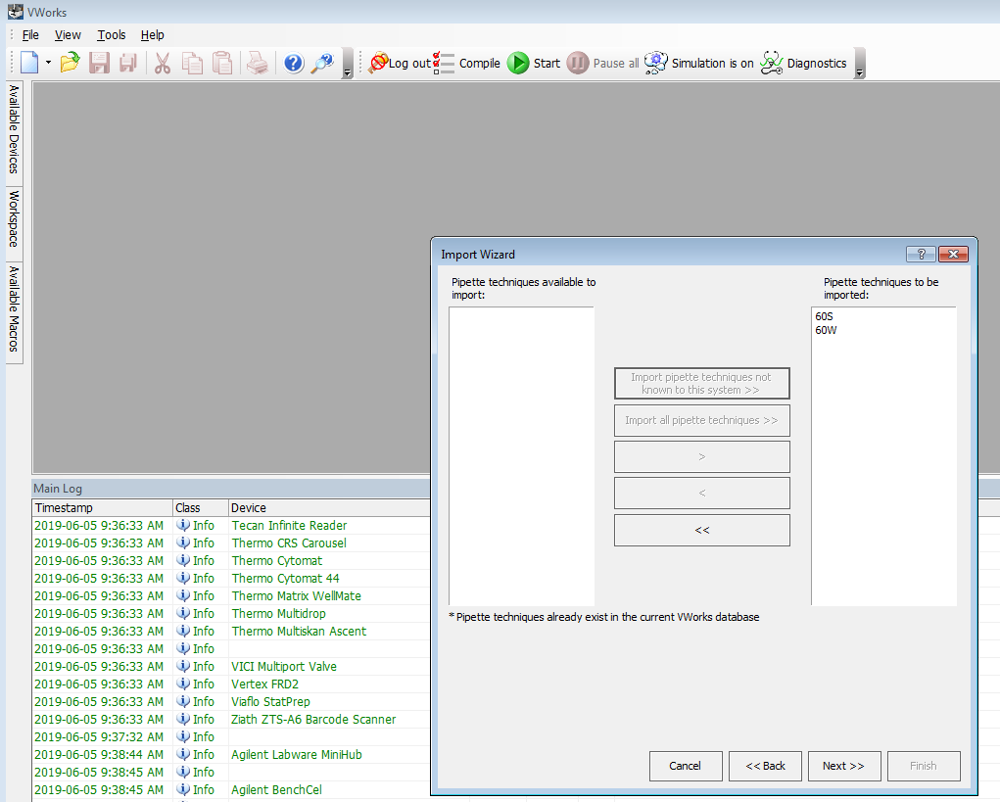 VWorks
File View Tools Help
Log out Compile Start Pause all Simulation is on Diagnostics
Available Devices
Workspace
Available Macros
Import Wizard
?
Pipette techniques available to
import:
Pipette techniques to be
imported:
60S
60W
Import pipette techniques not
known to this system >>
Import all pipette techniques >>
>
<
<<
* Pipette techniques already exist in the current VWorks database
Cancel << Back Next >> Finish
Main Log
Timestamp Class Device
2019-06-05 9:36:33 AM Info Tecan Infinite Reader
2019-06-05 9:36:33 AM Info Thermo CRS Carousel
2019-06-05 9:36:33 AM Info Thermo Cytomat
2019-06-05 9:36:33 AM Info Thermo Cytomat 44
2019-06-05 9:36:33 AM Info Thermo Matrix WellMate
2019-06-05 9:36:33 AM Info Thermo Multidrop
2019-06-05 9:36:33 AM Info Thermo Multiskan Ascent
2019-06-05 9:36:33 AM Info
2019-06-05 9:36:33 AM Info VICI Multiport Valve
2019-06-05 9:36:33 AM Info Vertex FRD2
2019-06-05 9:36:33 AM Info Viaflo StatPrep
2019-06-05 9:36:33 AM Info Ziath ZTS-A6 Barcode Scanner
2019-06-05 9:37:32 AM Info
2019-06-05 9:38:44 AM Info Agilent Labware MiniHub
2019-06-05 9:38:45 AM Info
2019-06-05 9:38:45 AM Info Agilent BenchCel